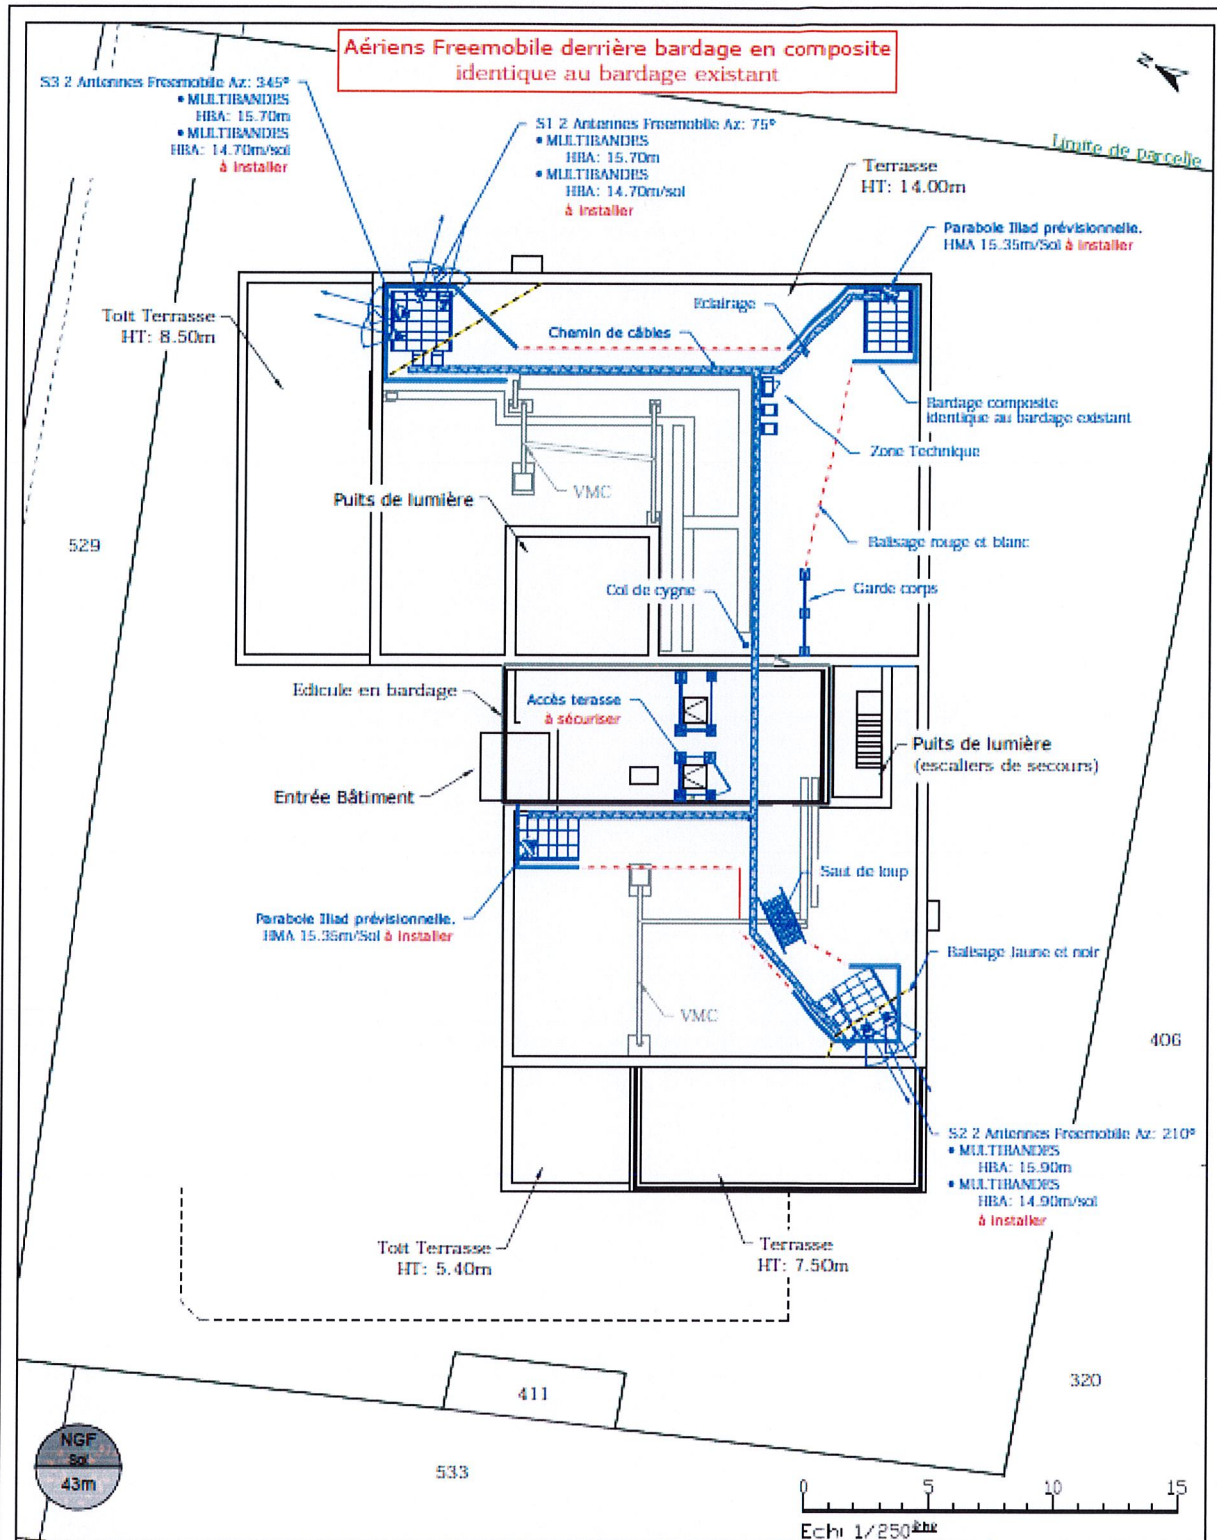 Aériens Freemobile derrière bardage en composite
identique au bardage existant
N
S3 2 Antennes Freemobile Az: 345°
• MULTIBANDES
HBA: 15.70m
• MULTIBANDES
HBA: 14.70m/sol
à installer
S1 2 Antennes Freemobile Az: 75°
• MULTIBANDES
HBA: 15.70m
• MULTIBANDES
HBA: 14.70m/sol
à installer
Limite de parcelle
Terrasse
HT: 14.00m
Parabole Iliad prévisionnelle.
HMA 15.35m/Sol à installer
Toit Terrasse
HT: 8.50m
Eclairage
Chemin de câbles
Bardage composite
identique au bardage existant
Zone Technique
VMC
Puits de lumière
529
Balisage rouge et blanc
Col de cygne
Garde corps
Edicule en bardage
Accès terasse
à sécuriser
Puits de lumière
(escaliers de secours)
Entrée Bâtiment
Saut de loup
Parabole Iliad prévisionnelle.
HMA 15.35m/Sol à installer
Balisage Jaune et noir
VMC
406
S2 2 Antennes Freemobile Az: 210°
• MULTIBANDES
HBA: 15.90m
• MULTIBANDES
HBA: 14.90m/sol
à installer
Toit Terrasse
HT: 5.40m
Terrasse
HT: 7.50m
320
411
NGF
Sol
43m
533
0 5 10 15
Ech: 1/250ème